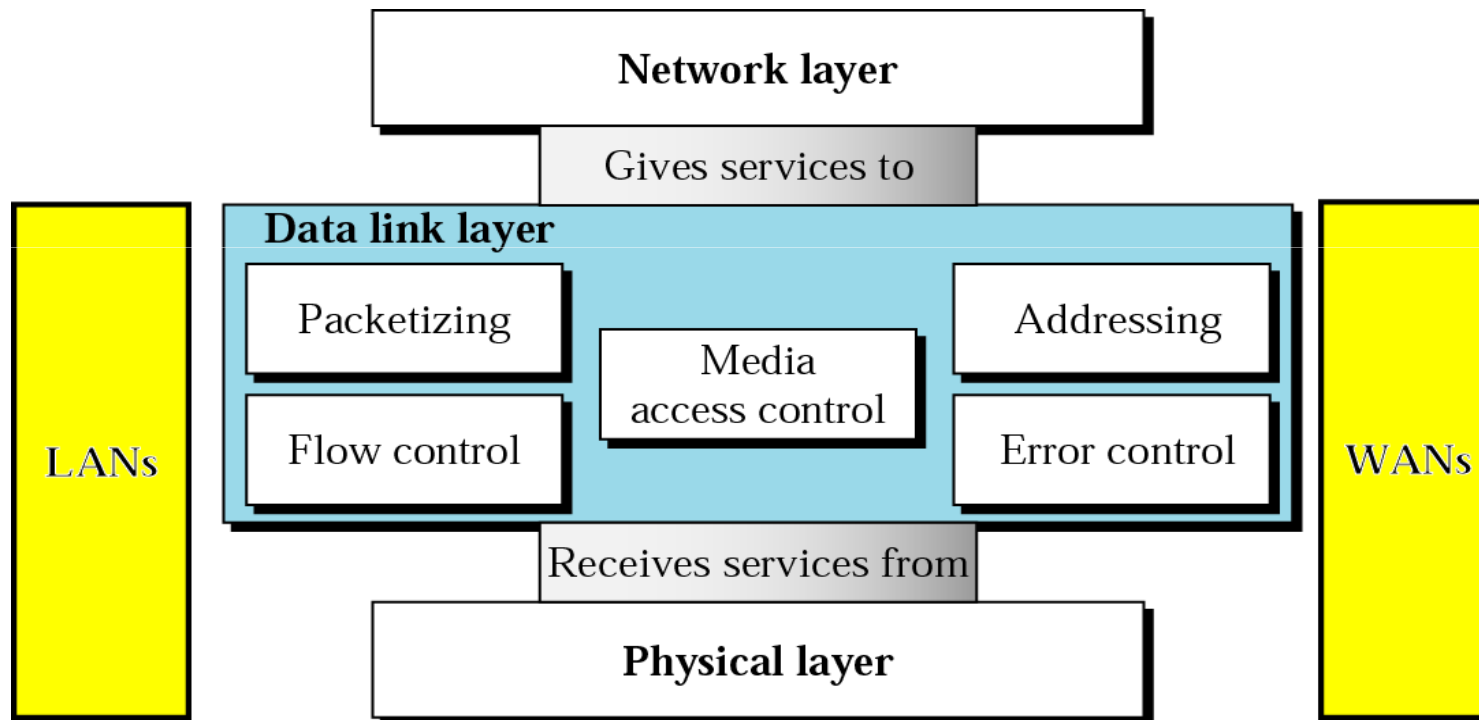 Network layer
Gives services to
Data link layer
Packetizing
Addressing
Media
access control
Flow control
Error control
LANs
WANs
Receives services from
Physical layer